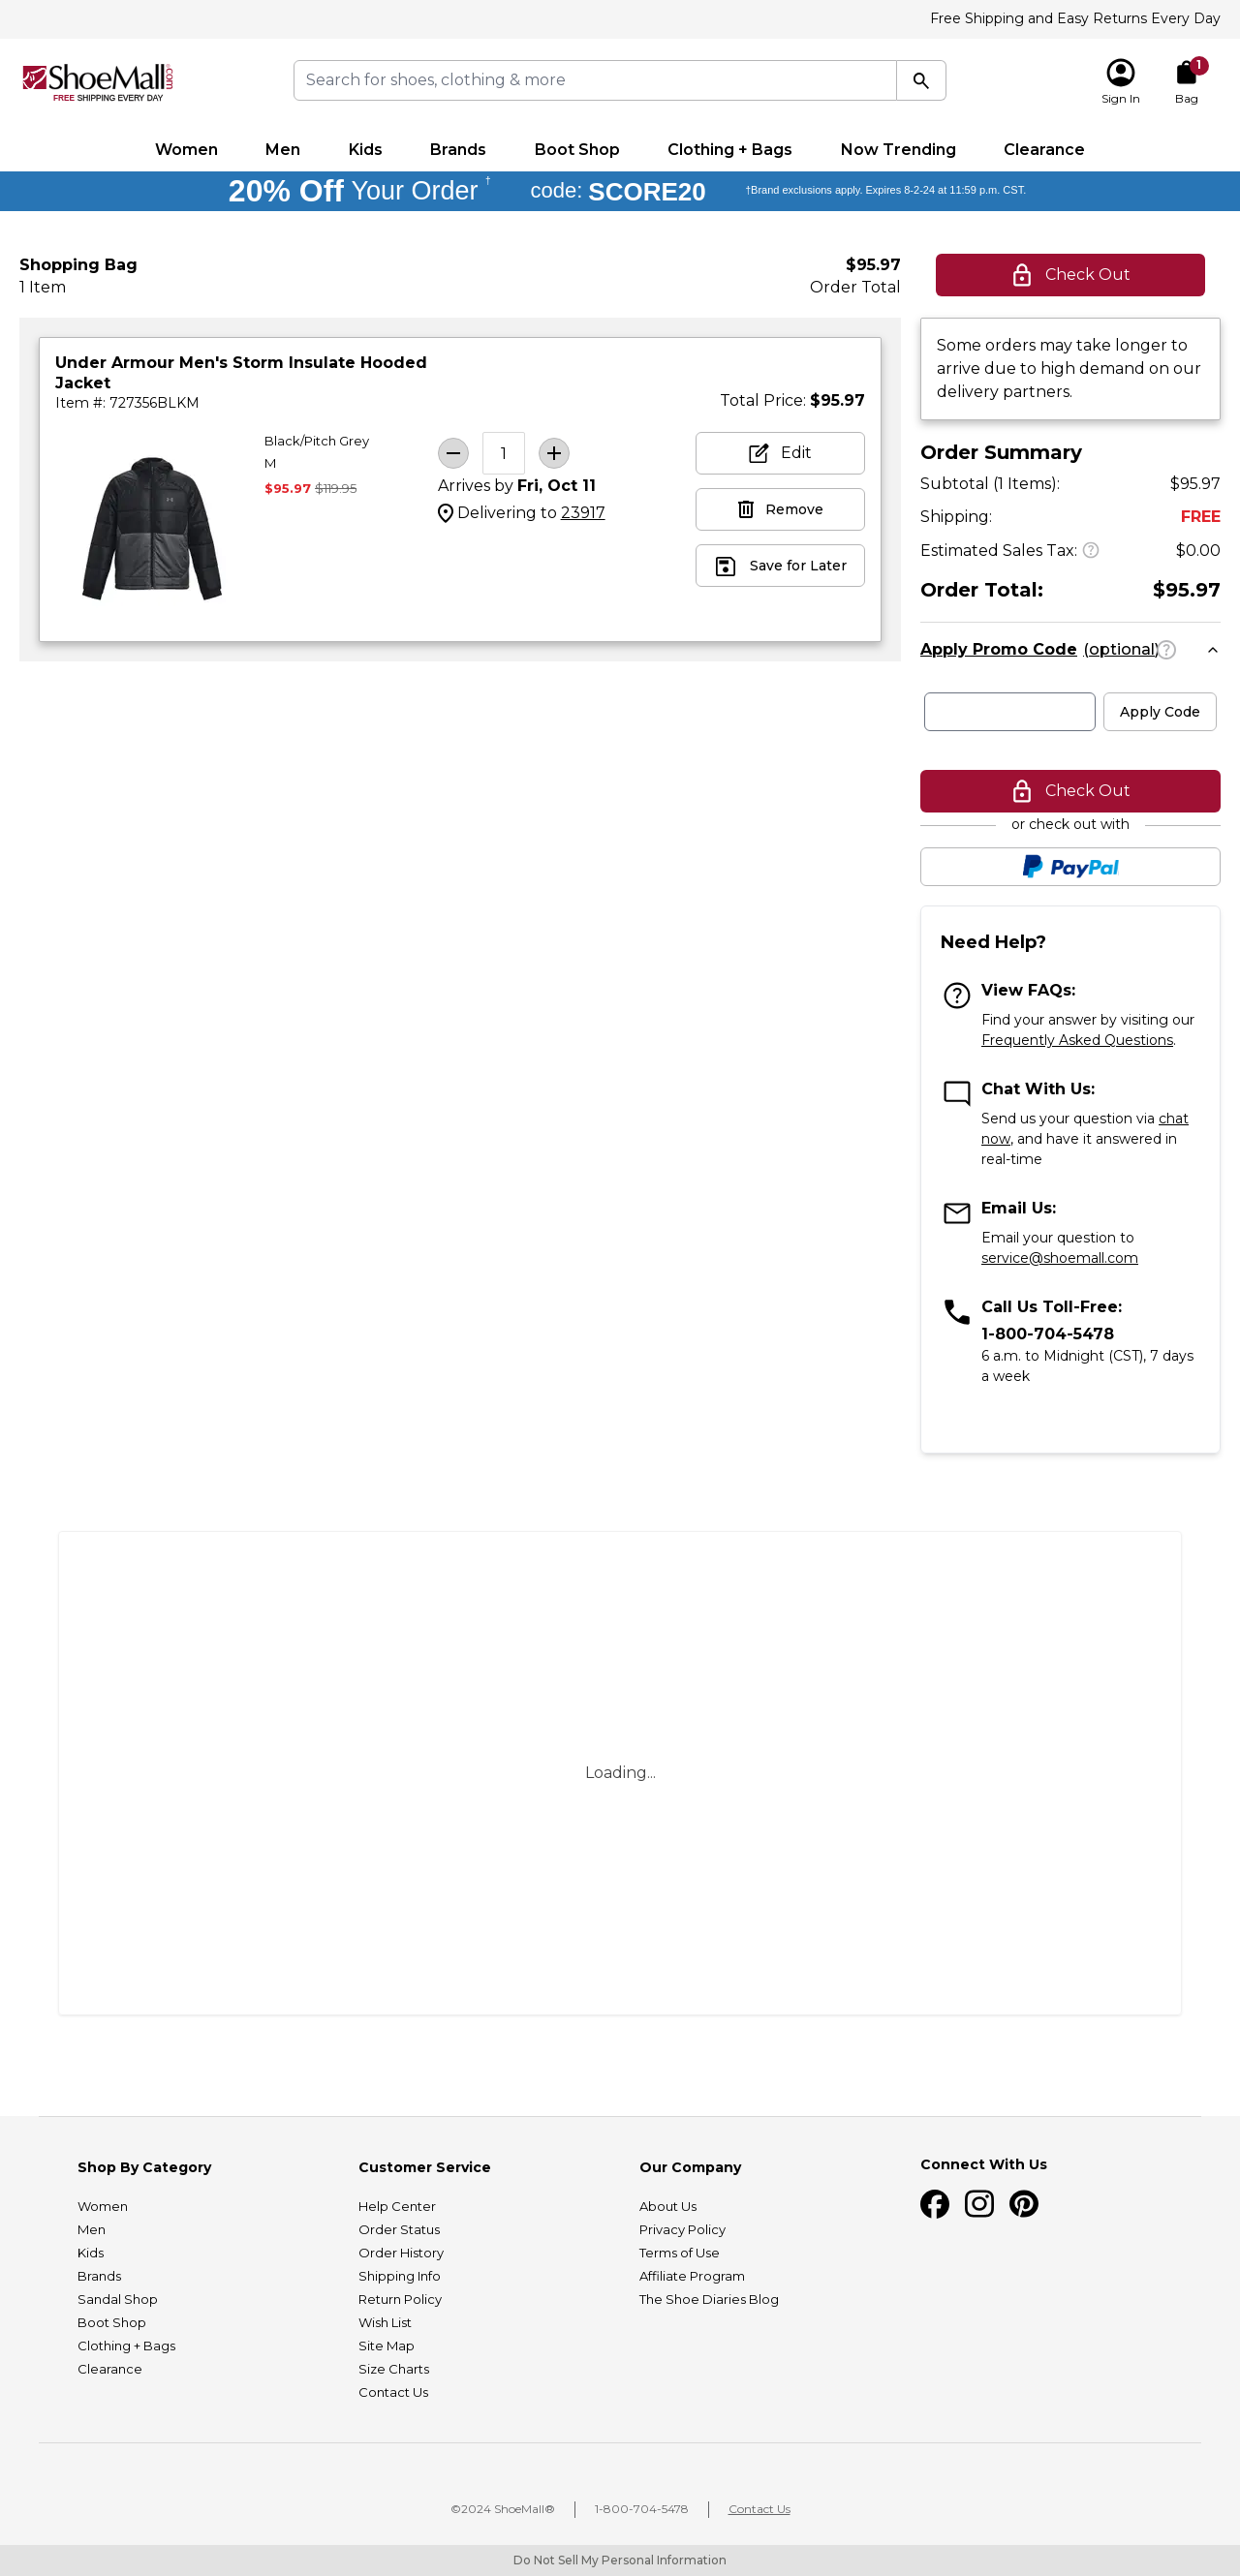 Free Shipping and Easy Returns Every Day
ShoeMall.com
FREE SHIPPING EVERY DAY
Search for shoes, clothing & more
Sign In
1
Bag
Women Men Kids Brands Boot Shop Clothing + Bags Now Trending Clearance
20% Off Your Order † code: SCORE20 †Brand exclusions apply. Expires 8-2-24 at 11:59 p.m. CST.
Shopping Bag
1 Item
$95.97
Order Total
Check Out
Under Armour Men's Storm Insulate Hooded
Jacket
Item #: 727356BLKM
Total Price: $95.97
Black/Pitch Grey
M
$95.97 $119.95
1
Arrives by Fri, Oct 11
Delivering to 23917
Edit
Remove
Save for Later
Some orders may take longer to
arrive due to high demand on our
delivery partners.
Order Summary
Subtotal (1 Items): $95.97
Shipping: FREE
Estimated Sales Tax: ? $0.00
Order Total: $95.97
Apply Promo Code (optional) ?
Apply Code
Check Out
or check out with
PayPal
Need Help?
View FAQs:
Find your answer by visiting our
Frequently Asked Questions.
Chat With Us:
Send us your question via chat
now, and have it answered in
real-time
Email Us:
Email your question to
service@shoemall.com
Call Us Toll-Free:
1-800-704-5478
6 a.m. to Midnight (CST), 7 days
a week
Loading...
Shop By Category
Women
Men
Kids
Brands
Sandal Shop
Boot Shop
Clothing + Bags
Clearance
Customer Service
Help Center
Order Status
Order History
Shipping Info
Return Policy
Wish List
Site Map
Size Charts
Contact Us
Our Company
About Us
Privacy Policy
Terms of Use
Affiliate Program
The Shoe Diaries Blog
Connect With Us
©2024 ShoeMall® 1-800-704-5478 Contact Us
Do Not Sell My Personal Information